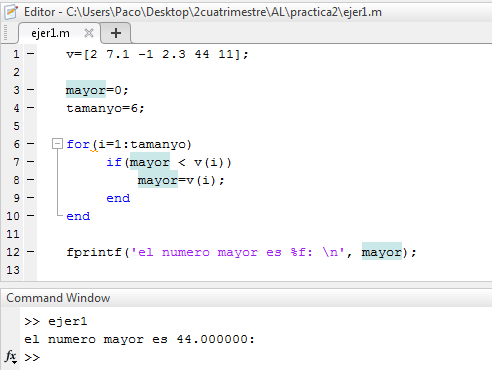 Editor - C:\Users\Paco\Desktop\2cuatrimestre\AL\practica2\ejer1.m
ejer1.m × +
1 - v=[2 7.1 -1 2.3 44 11];
2
3 - mayor=0;
4 - tamanyo=6;
5
6 - for(i=1:tamanyo)
7 - if(mayor < v(i))
8 - mayor=v(i);
9 - end
10 - end
11
12 - fprintf('el numero mayor es %f: \n', mayor);
13
Command Window
>> ejer1
el numero mayor es 44.000000:
fx >>